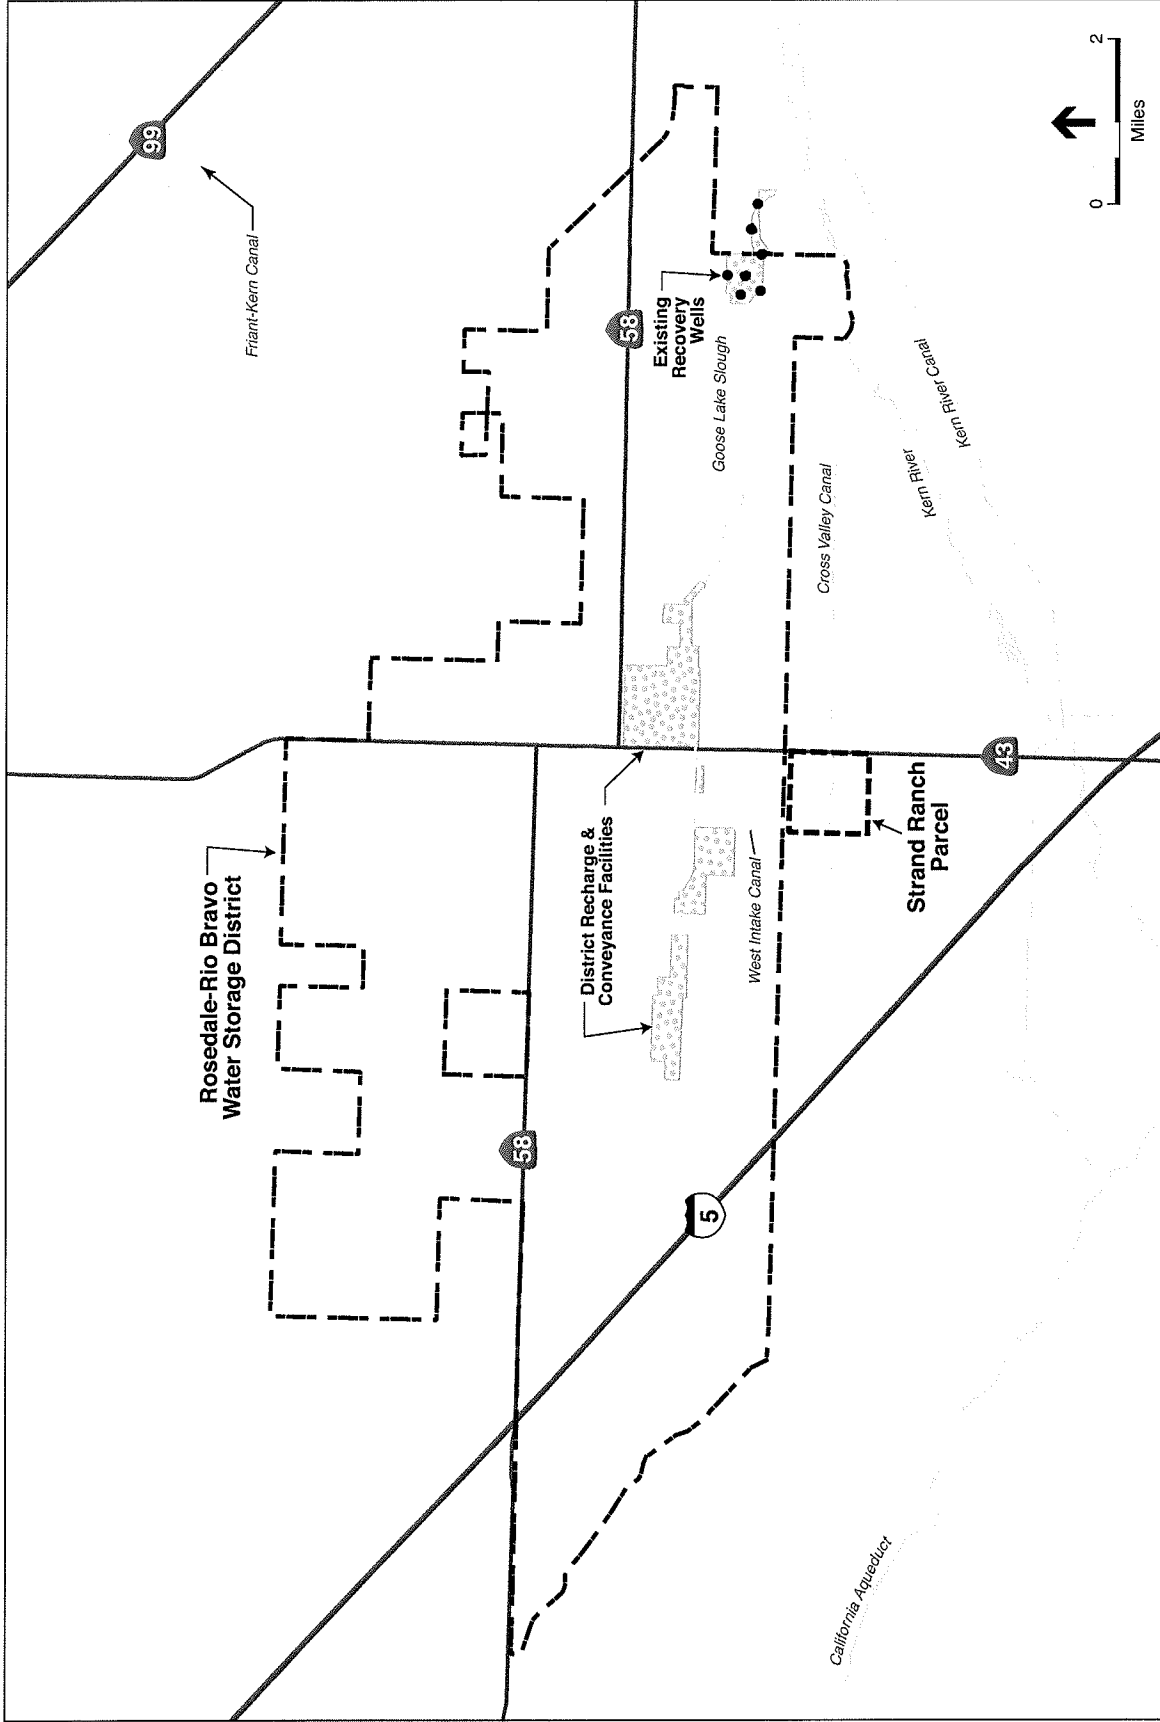 99
Friant-Kern Canal
Rosedale-Rio Bravo
Water Storage District
58
Existing
Recovery
Wells
Goose Lake Slough
58
District Recharge &
Conveyance Facilities
West Intake Canal
Cross Valley Canal
Kern River
Kern River Canal
5
43
Strand Ranch
Parcel
California Aqueduct
0
2
Miles